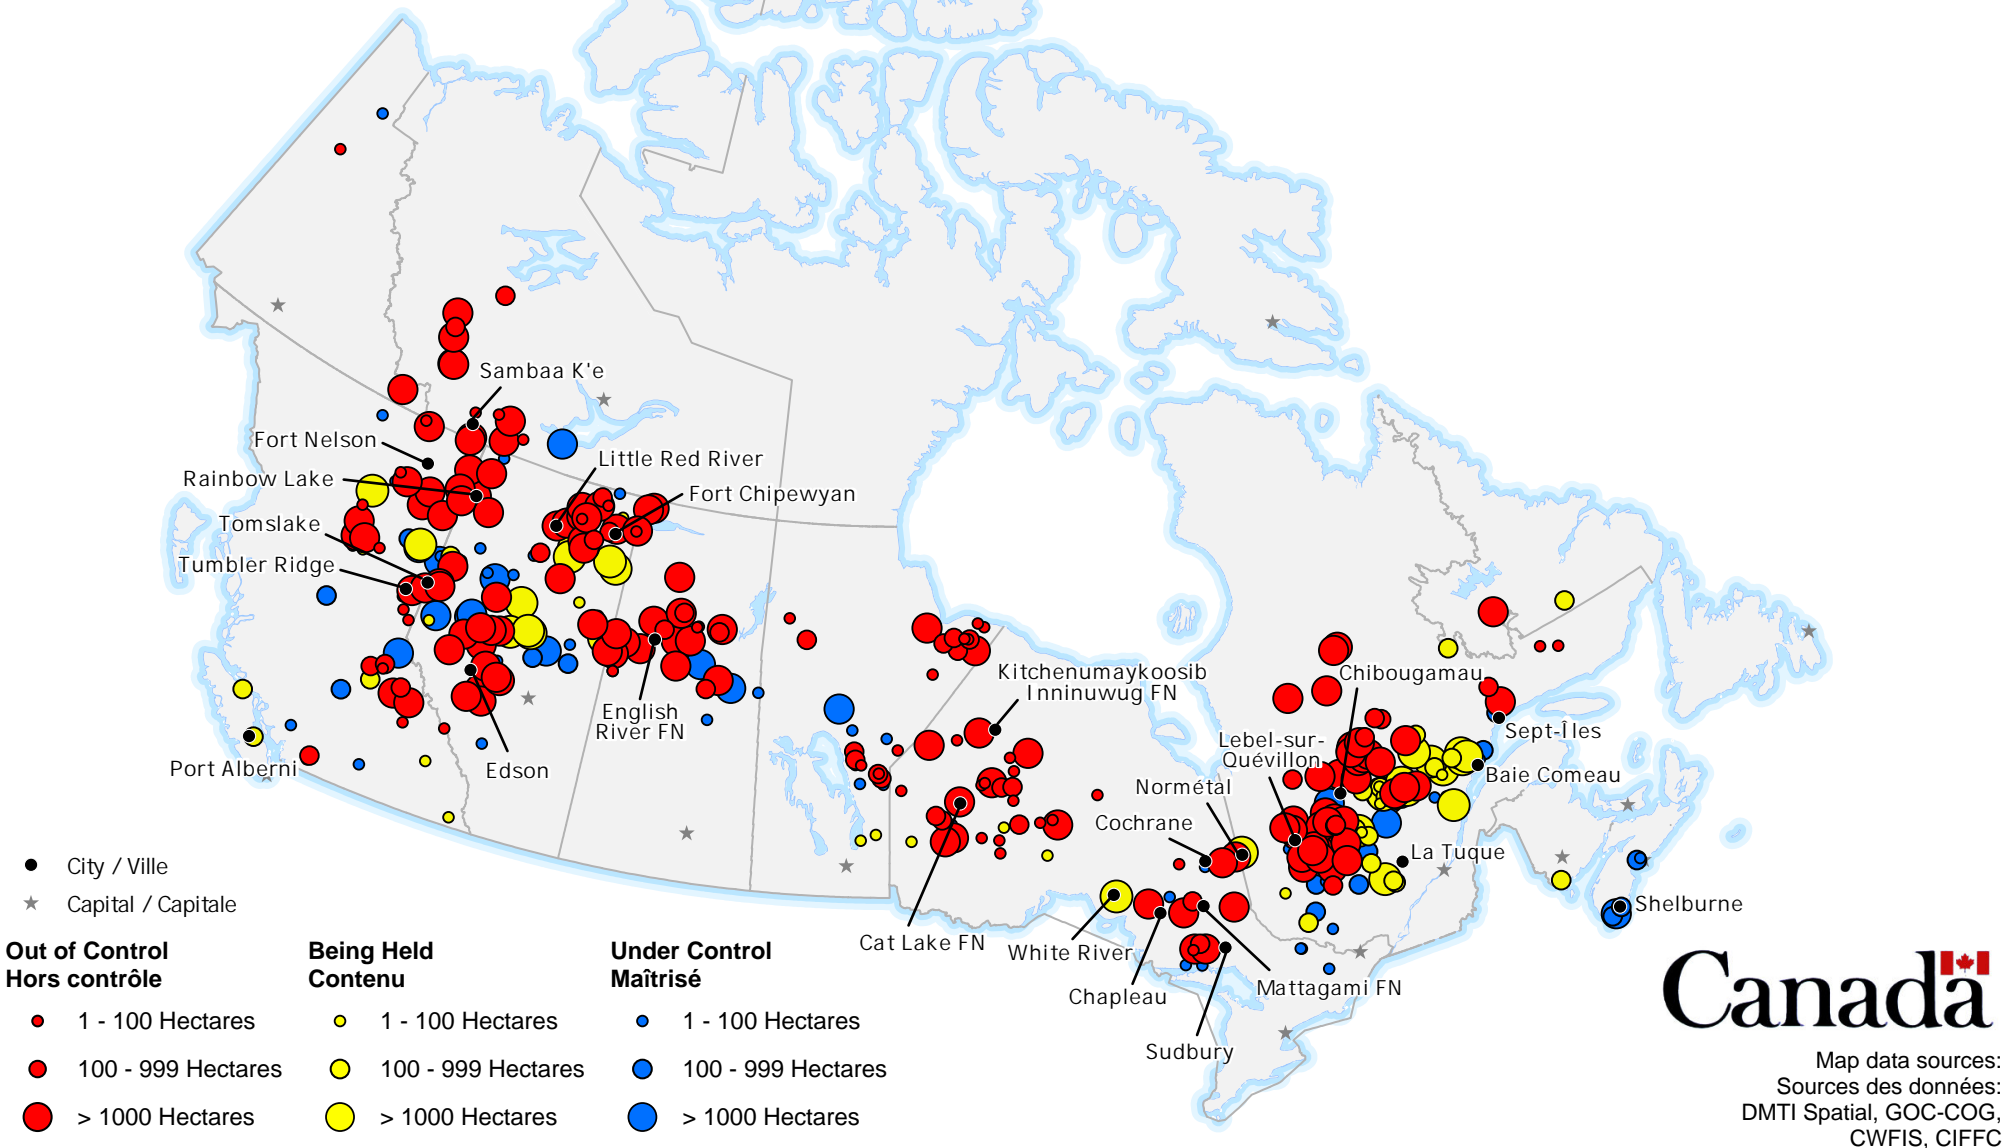 Sambaa K'e
Fort Nelson
Little Red River
Rainbow Lake
Fort Chipewyan
Tomslake
Tumbler Ridge
Kitchenumaykoosib
Inninuwug FN
Chibougamau
English
River FN
Sept-Îles
Lebel-sur-
Quévillon
Port Alberni
Edson
Baie Comeau
Normétal
Cochrane
La Tuque
City / Ville
Capital / Capitale
Shelburne
Cat Lake FN
White River
Chapleau
Mattagami FN
Sudbury
Out of Control
Hors contrôle
1 - 100 Hectares
100 - 999 Hectares
> 1000 Hectares
Being Held
Contenu
1 - 100 Hectares
100 - 999 Hectares
> 1000 Hectares
Under Control
Maîtrisé
1 - 100 Hectares
100 - 999 Hectares
> 1000 Hectares
Canada
Map data sources:
Sources des données:
DMTI Spatial, GOC-COG,
CWFIS, CIFFC